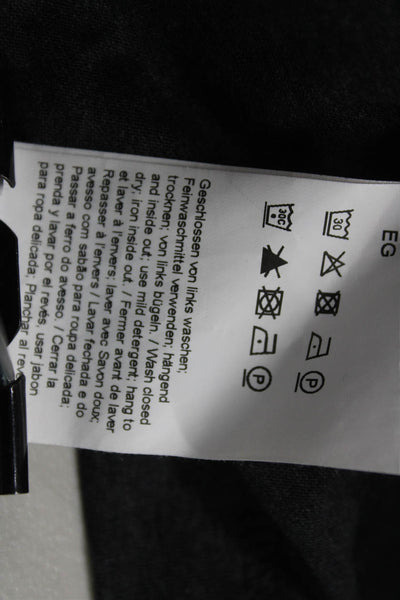 EG
30
P
30C
P
Geschlossen von links waschen;
Feinwaschmittel verwenden; hängend
trocknen; von links bügeln. / Wash closed
and inside out; use mild detergent; hang to
dry; iron inside out. / Fermer avant de laver
et laver à l'envers; laver avec Savon doux;
Repasser à l'envers / Lavar fechada e do
avesso com sabão para roupa delicada;
Passar a ferro do avesso. / Cerrar la
prenda y lavar por el revés, usar jabón
para ropa delicada; Planchar al revé